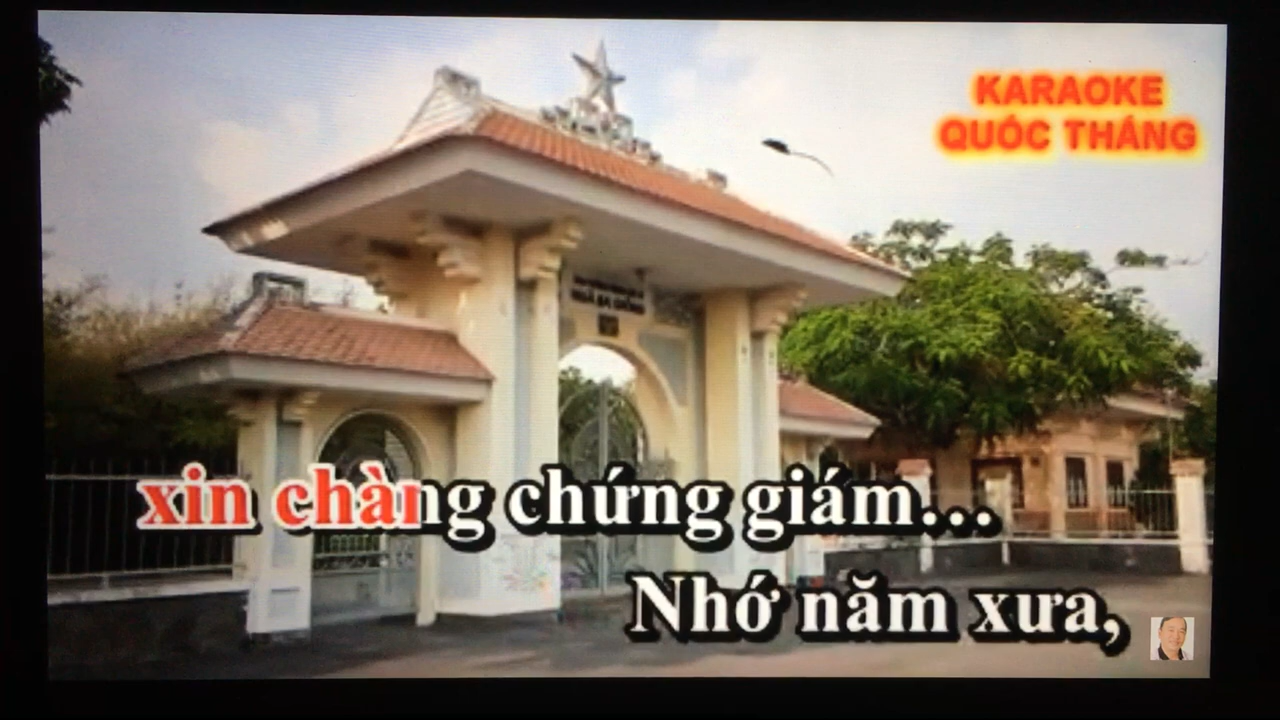 KARAOKE
QUỐC THẮNG
xin chàng chứng giám...
Nhớ năm xưa,